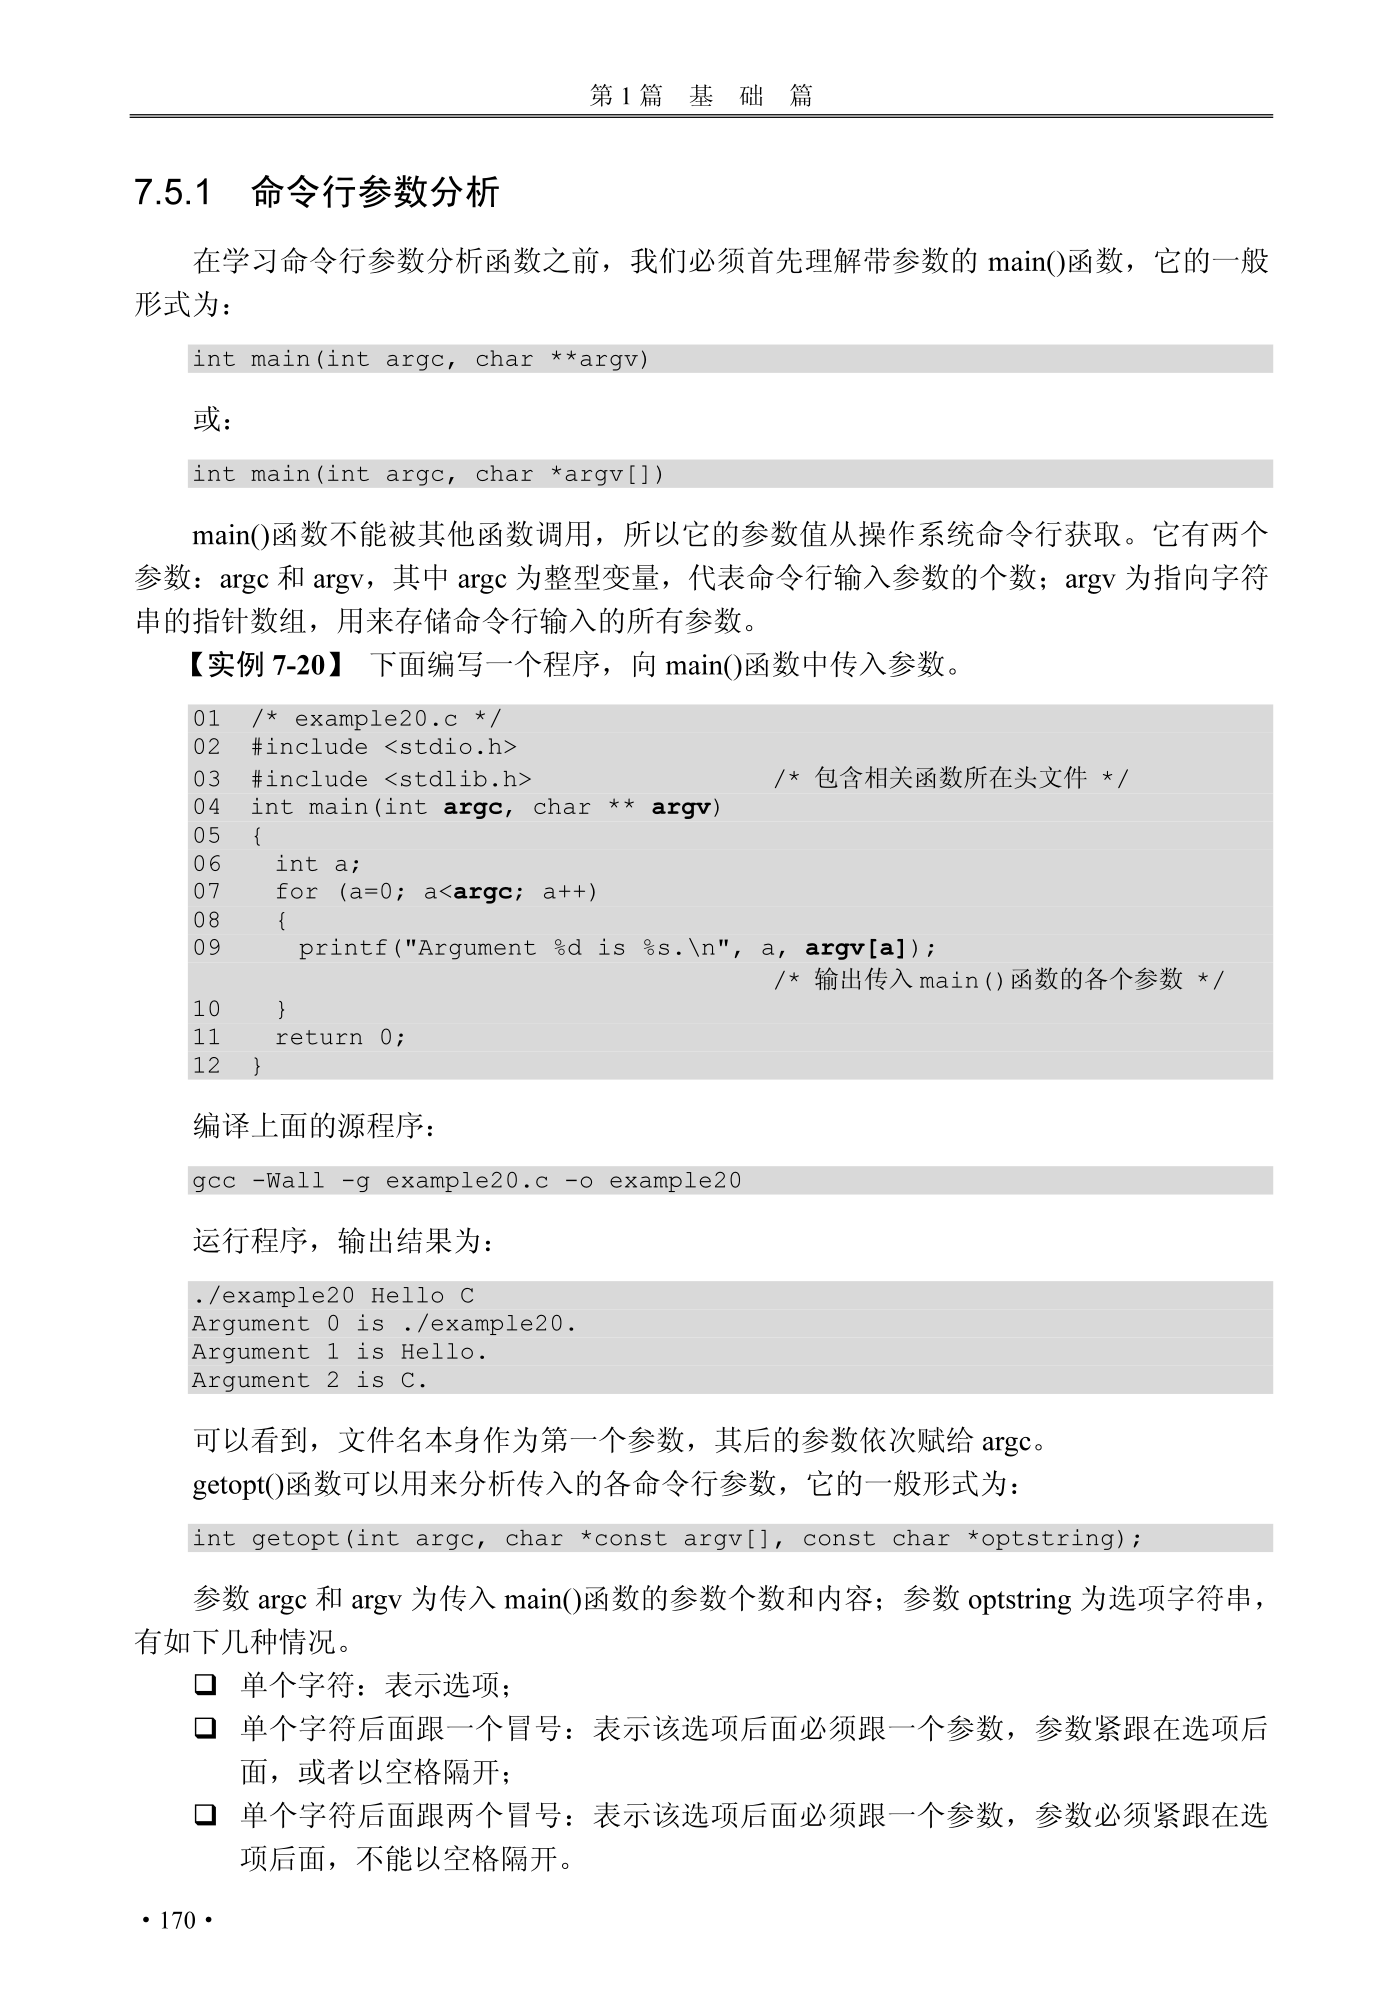 第 1 篇 基 础 篇
7.5.1 命令行参数分析
在学习命令行参数分析函数之前，我们必须首先理解带参数的 main()函数，它的一般
形式为：
int main(int argc, char **argv)
或：
int main(int argc, char *argv[])
main()函数不能被其他函数调用，所以它的参数值从操作系统命令行获取。它有两个
参数：argc 和 argv，其中 argc 为整型变量，代表命令行输入参数的个数；argv 为指向字符
串的指针数组，用来存储命令行输入的所有参数。
【实例 7-20】 下面编写一个程序，向 main()函数中传入参数。
01 /* example20.c */
02 #include <stdio.h>
03 #include <stdlib.h> /* 包含相关函数所在头文件 */
04 int main(int argc, char ** argv)
05 {
06 int a;
07 for (a=0; a<argc; a++)
08 {
09 printf("Argument %d is %s.\n", a, argv[a]);
/* 输出传入 main()函数的各个参数 */
10 }
11 return 0;
12 }
编译上面的源程序：
gcc -Wall -g example20.c -o example20
运行程序，输出结果为：
./example20 Hello C
Argument 0 is ./example20.
Argument 1 is Hello.
Argument 2 is C.
可以看到，文件名本身作为第一个参数，其后的参数依次赋给 argc。
getopt()函数可以用来分析传入的各命令行参数，它的一般形式为：
int getopt(int argc, char *const argv[], const char *optstring);
参数 argc 和 argv 为传入 main()函数的参数个数和内容；参数 optstring 为选项字符串，
有如下几种情况。
❑ 单个字符：表示选项；
❑ 单个字符后面跟一个冒号：表示该选项后面必须跟一个参数，参数紧跟在选项后
面，或者以空格隔开；
❑ 单个字符后面跟两个冒号：表示该选项后面必须跟一个参数，参数必须紧跟在选
项后面，不能以空格隔开。
• 170 •